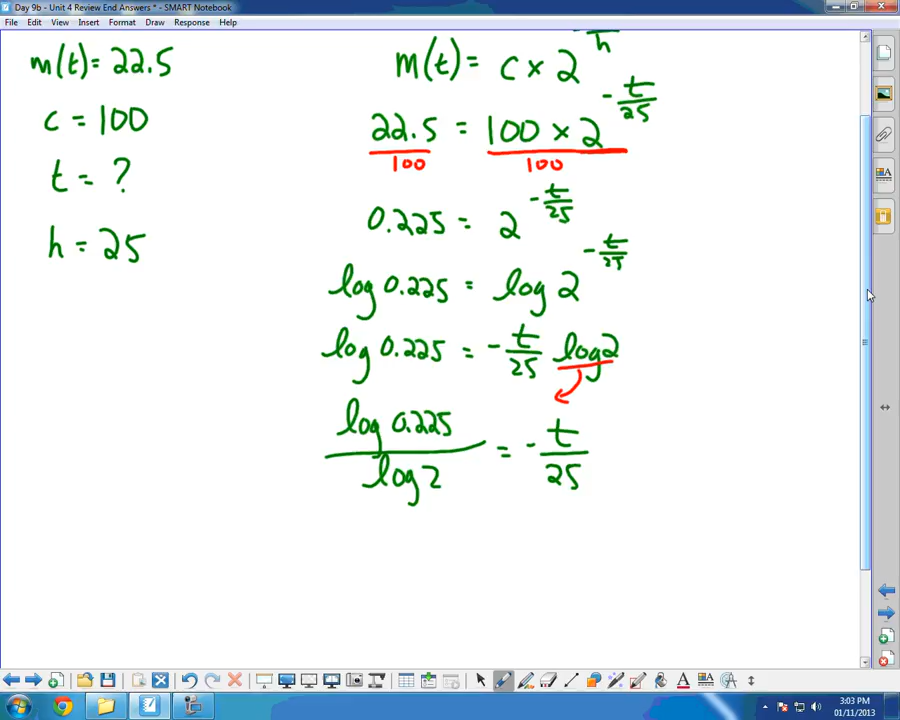 Day 9b - Unit 4 Review End Answers * - SMART Notebook
File Edit View Insert Format Draw Response Help
m(t) = 22.5
c = 100
t = ?
h = 25
m(t) = c × 2^(t/h)
22.5/100 = 100 × 2^(-t/25)/100
0.225 = 2^(-t/25)
log 0.225 = log 2^(-t/25)
log 0.225 = -t/25 log2
log 0.225/log 2 = -t/25
3:03 PM
01/11/2013